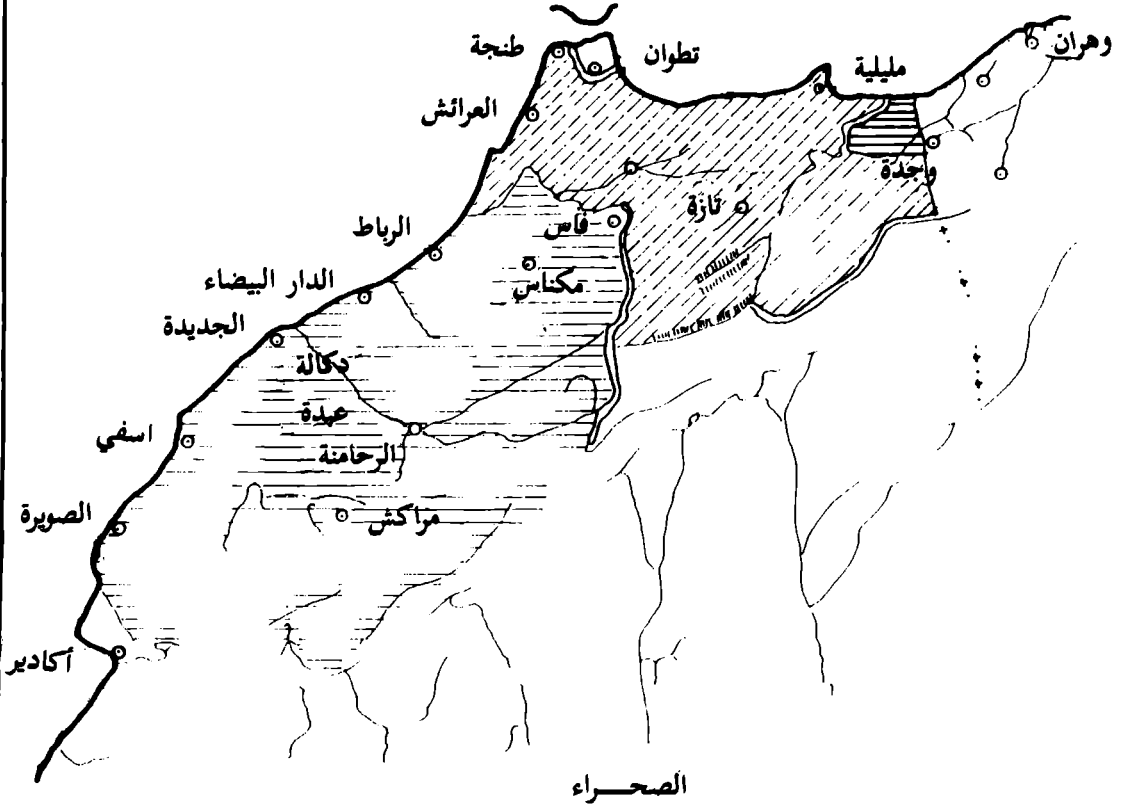 طنجة
تطوان
مليلية
وهران
العرائش
وجدة
تازة
فاس
الرباط
مكناس
الدار البيضاء
الجديدة
دكالة
عبدة
اسفي
الرحامنة
الصويرة
مراكش
أكادير
الصحـــراء